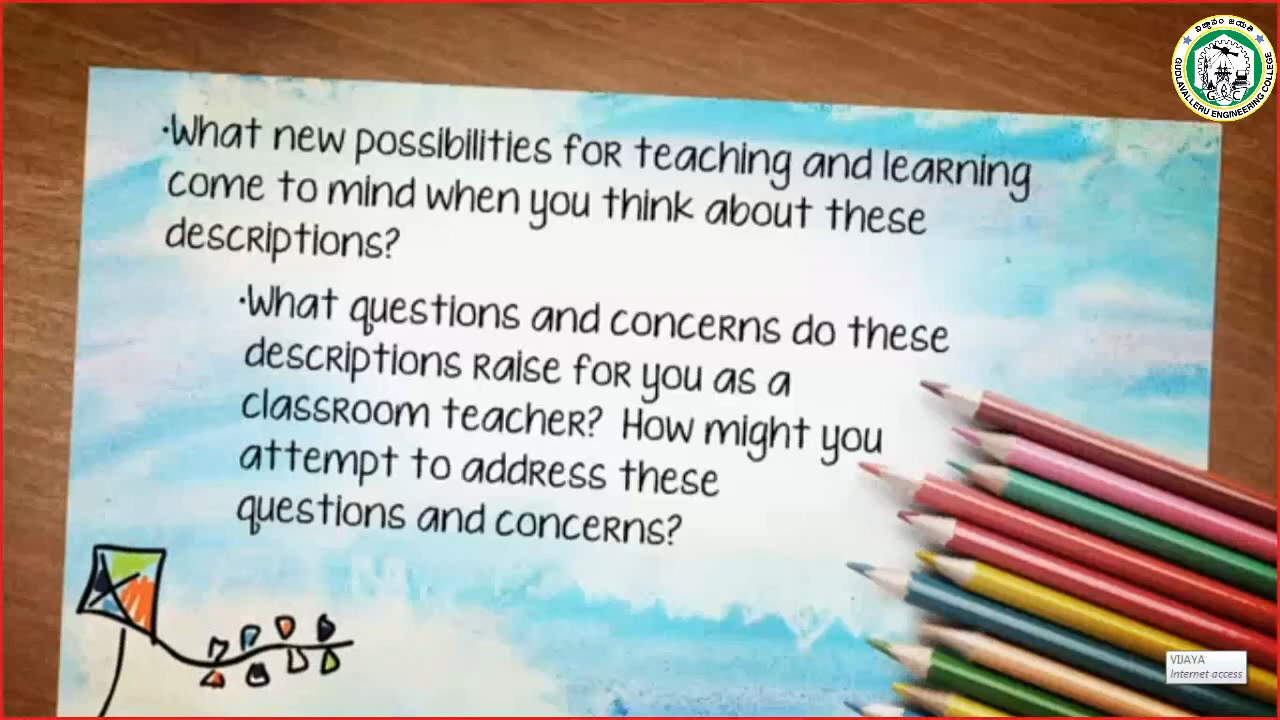 విజ్ఞానం జయతి
GUDLAVALLERU ENGINEERING COLLEGE
•What new possibilities for teaching and learning
come to mind when you think about these
descriptions?
•What questions and concerns do these
descriptions raise for you as a
classroom teacher? How might you
attempt to address these
questions and concerns?
VIJAYA
Internet access